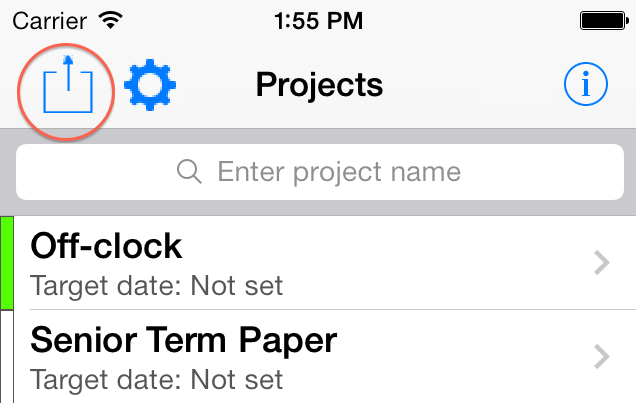 Carrier 1:55 PM
Projects i
Enter project name
Off-clock
Target date: Not set
Senior Term Paper
Target date: Not set